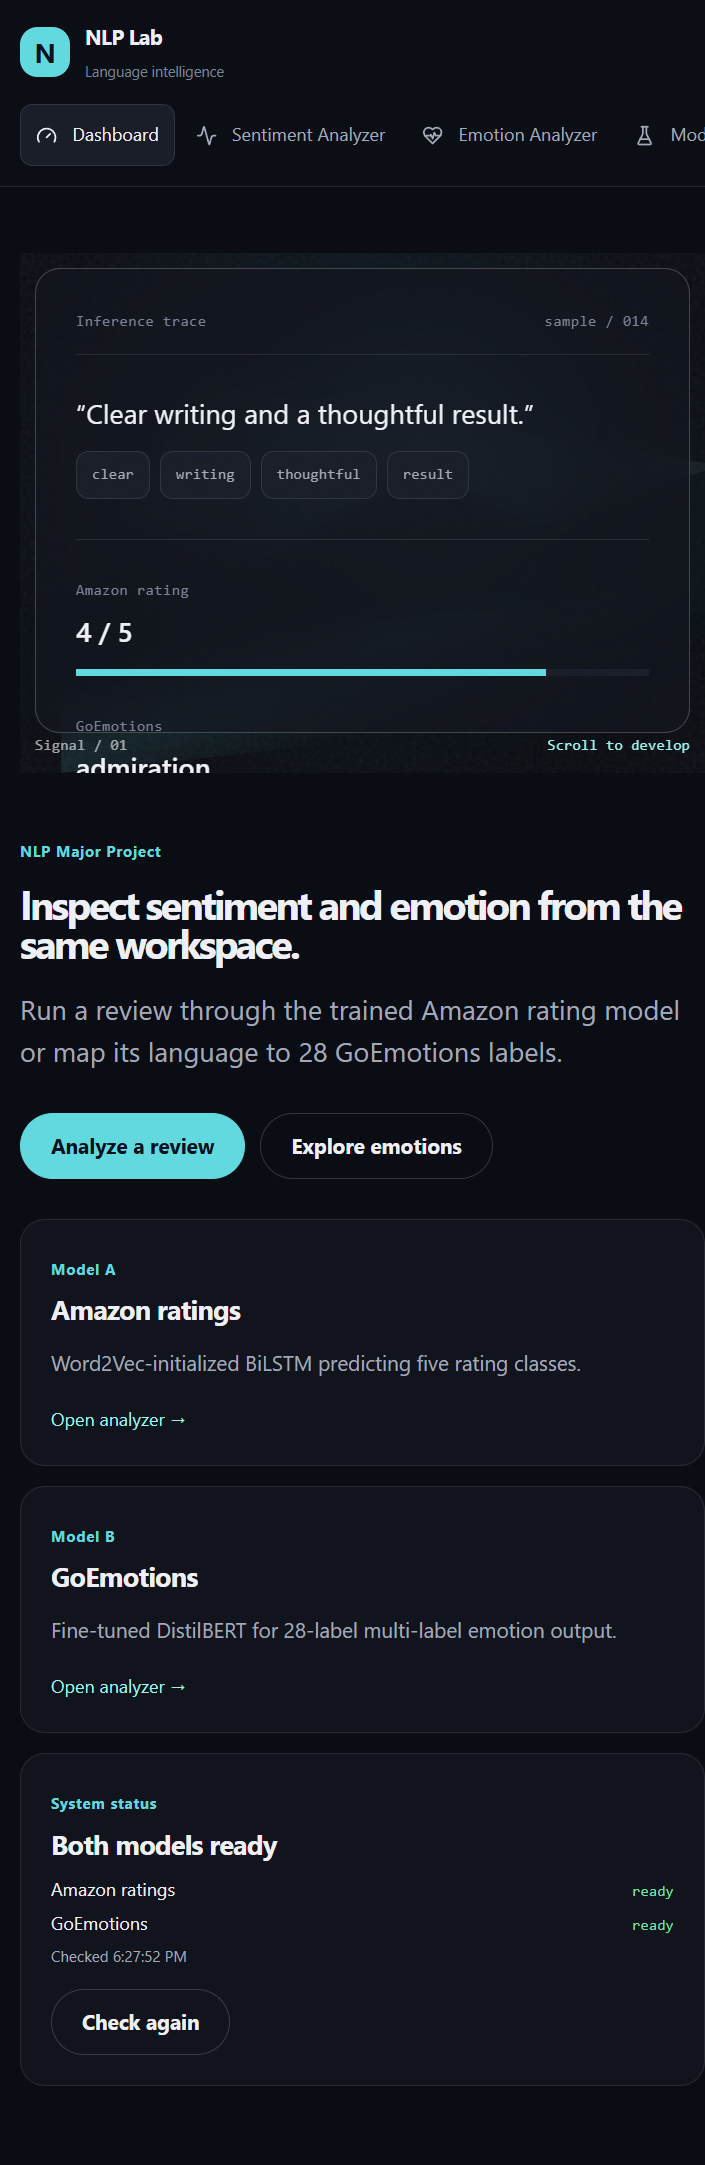 N
NLP Lab
Language intelligence
Dashboard
Sentiment Analyzer
Emotion Analyzer
Mod
Inference trace
sample / 014
“Clear writing and a thoughtful result.”
clear
writing
thoughtful
result
Amazon rating
4 / 5
GoEmotions
Signal / 01
Scroll to develop
admiration
NLP Major Project
Inspect sentiment and emotion from the
same workspace.
Run a review through the trained Amazon rating model
or map its language to 28 GoEmotions labels.
Analyze a review
Explore emotions
Model A
Amazon ratings
Word2Vec-initialized BiLSTM predicting five rating classes.
Open analyzer →
Model B
GoEmotions
Fine-tuned DistilBERT for 28-label multi-label emotion output.
Open analyzer →
System status
Both models ready
Amazon ratings
ready
GoEmotions
ready
Checked 6:27:52 PM
Check again